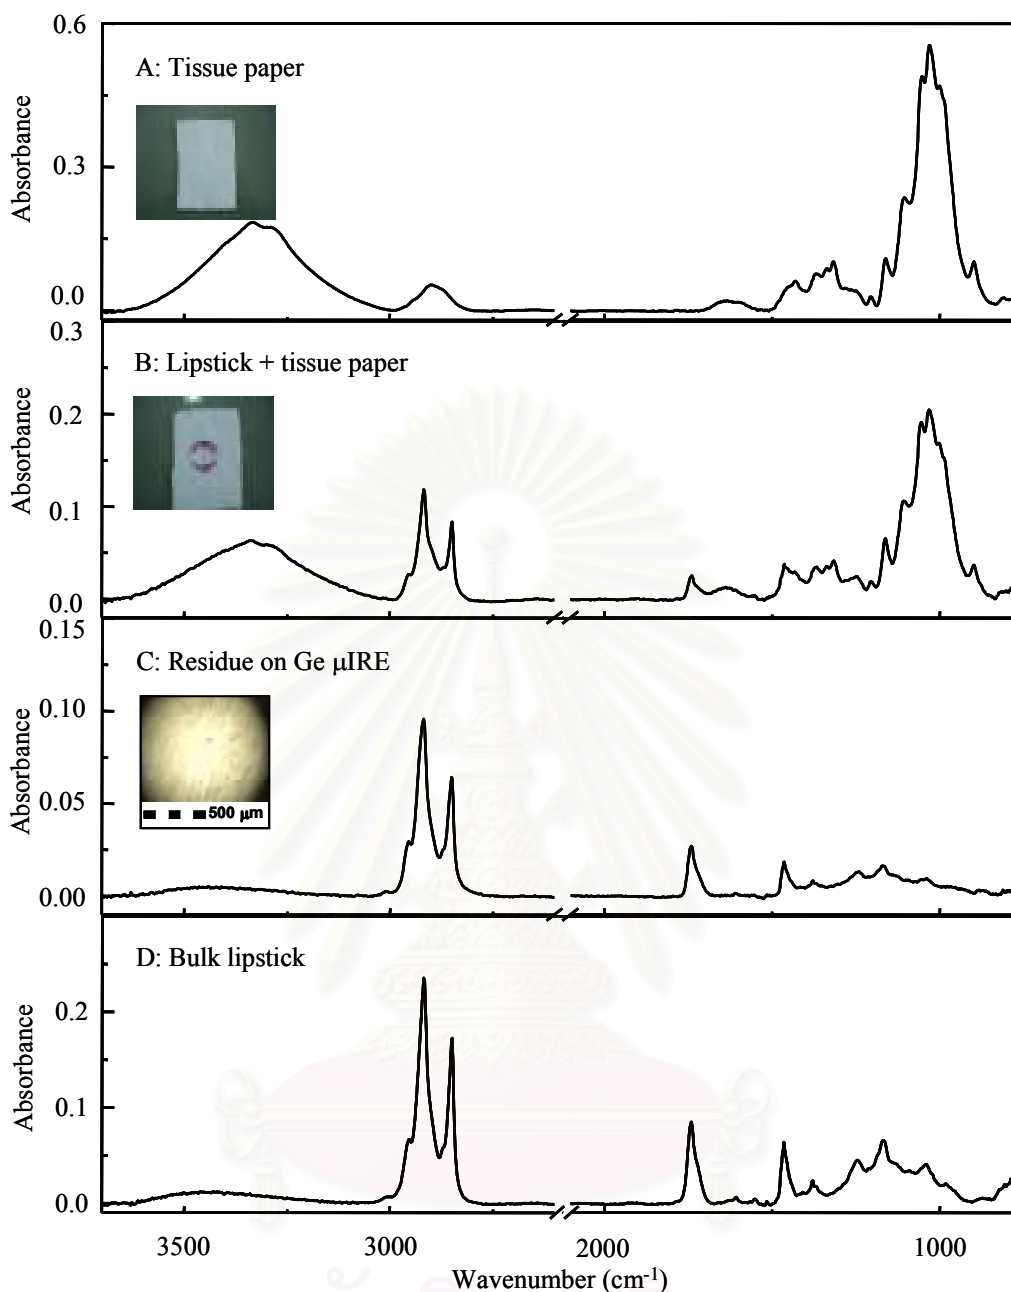 0.6
A: Tissue paper
Absorbance
0.3
0.0
0.3
B: Lipstick + tissue paper
Absorbance
0.2
0.1
0.0
0.15
C: Residue on Ge μIRE
Absorbance
0.10
0.05
500 μm
0.00
D: Bulk lipstick
Absorbance
0.2
0.1
0.0
3500 3000 2000 1000
Wavenumber (cm-1)